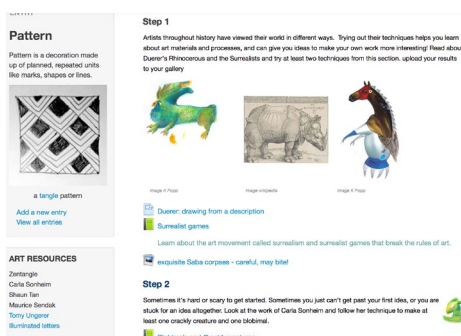 Pattern
Pattern is a decoration made
up of planned, repeated units
like marks, shapes or lines.
a tangle pattern
Add a new entry
View all entries
ART RESOURCES
Zentangle
Carla Sonheim
Shaun Tan
Maurice Sendak
Tomy Ungerer
Illuminated letters
Step 1
Artists throughout history have viewed their world in different ways. Trying out their techniques helps you learn
about art materials and processes, and can give you ideas to make your own work more interesting! Read abou
Duerer's Rhinocerous and the Surrealists and try at least two techniques from this section. upload your results
to your gallery
image K Popp
image wikipedia
image K Popp
Duerer: drawing from a description
Surrealist games
Learn about the art movement called surrealism and surrealist games that break the rules of art.
exquisite Saba corpses - careful, may bite!
Step 2
Sometimes it's hard or scary to get started. Sometimes you just can't get past your first idea, or you are
stuck for an idea altogether. Look at the work of Carla Sonheim and follow her technique to make at
least one crackly creature and one blobimal.